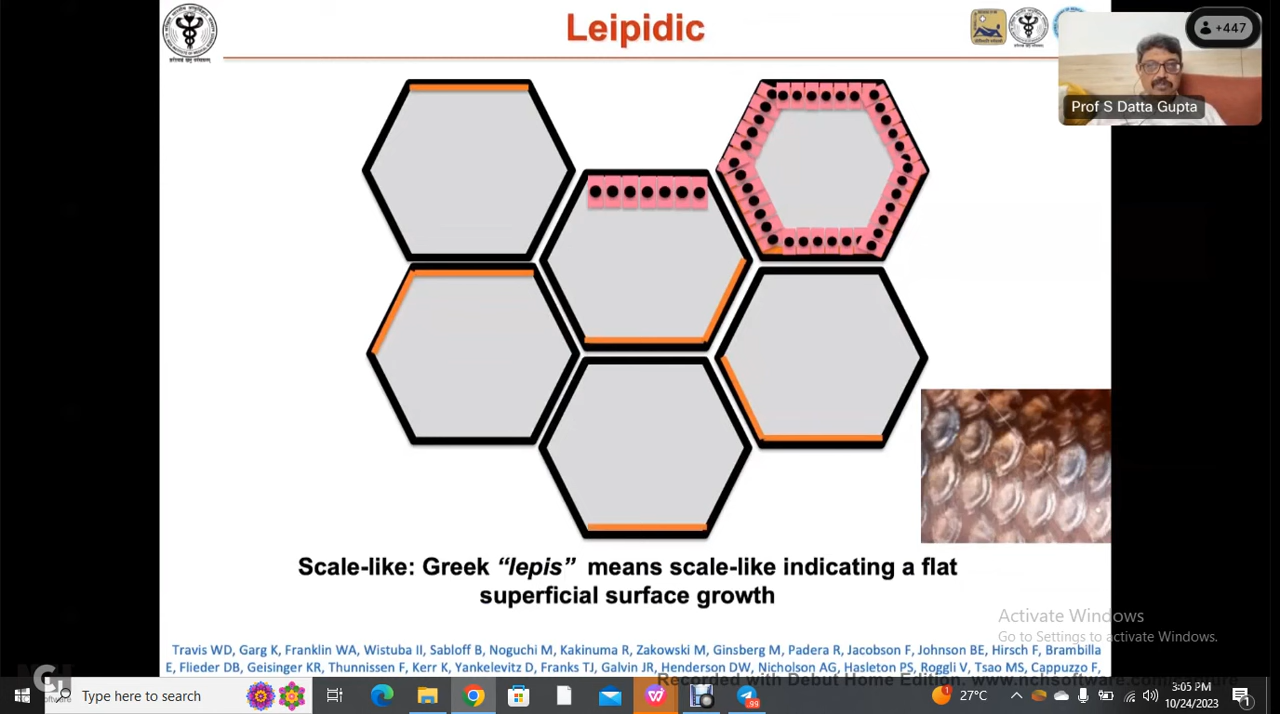 Leipidic
+447
Prof S Datta Gupta
Scale-like: Greek “lepis” means scale-like indicating a flat
superficial surface growth
Activate Windows
Go to Settings to activate Windows.
Travis WD, Garg K, Franklin WA, Wistuba II, Sabloff B, Noguchi M, Kakinuma R, Zakowski M, Ginsberg M, Padera R, Jacobson F, Johnson BE, Hirsch F, Brambilla
E, Flieder DB, Geisinger KR, Thunnissen F, Kerr K, Yankelevitz D, Franks TJ, Galvin JR, Henderson DW, Nicholson AG, Hasleton PS, Roggli V, Tsao MS, Cappuzzo F,
Recorded with Debut Home Edition. www.nchsoftware.com/capture
Type here to search
99
27°C
3:05 PM
10/24/2023
1